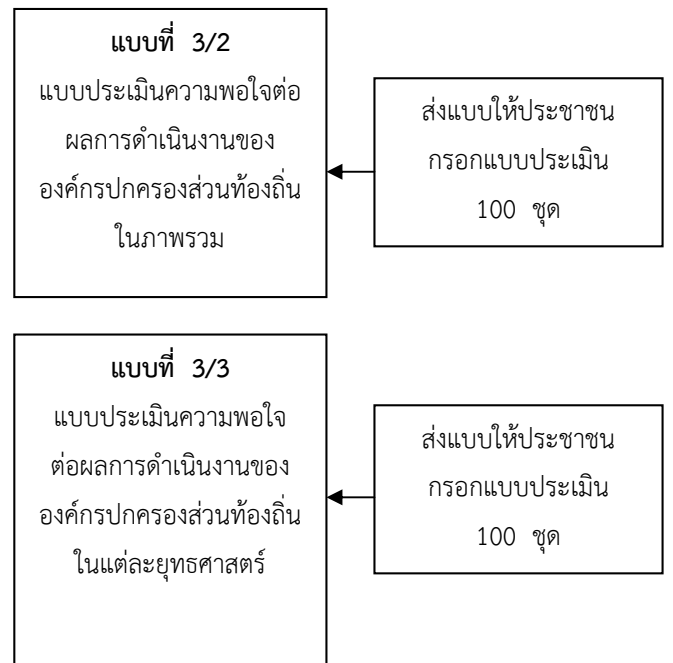 แบบที่ 3/2
แบบประเมินความพอใจต่อ
ผลการดำเนินงานของ
องค์กรปกครองส่วนท้องถิ่น
ในภาพรวม
ส่งแบบให้ประชาชน
กรอกแบบประเมิน
100 ชุด
แบบที่ 3/3
แบบประเมินความพอใจ
ต่อผลการดำเนินงานของ
องค์กรปกครองส่วนท้องถิ่น
ในแต่ละยุทธศาสตร์
ส่งแบบให้ประชาชน
กรอกแบบประเมิน
100 ชุด